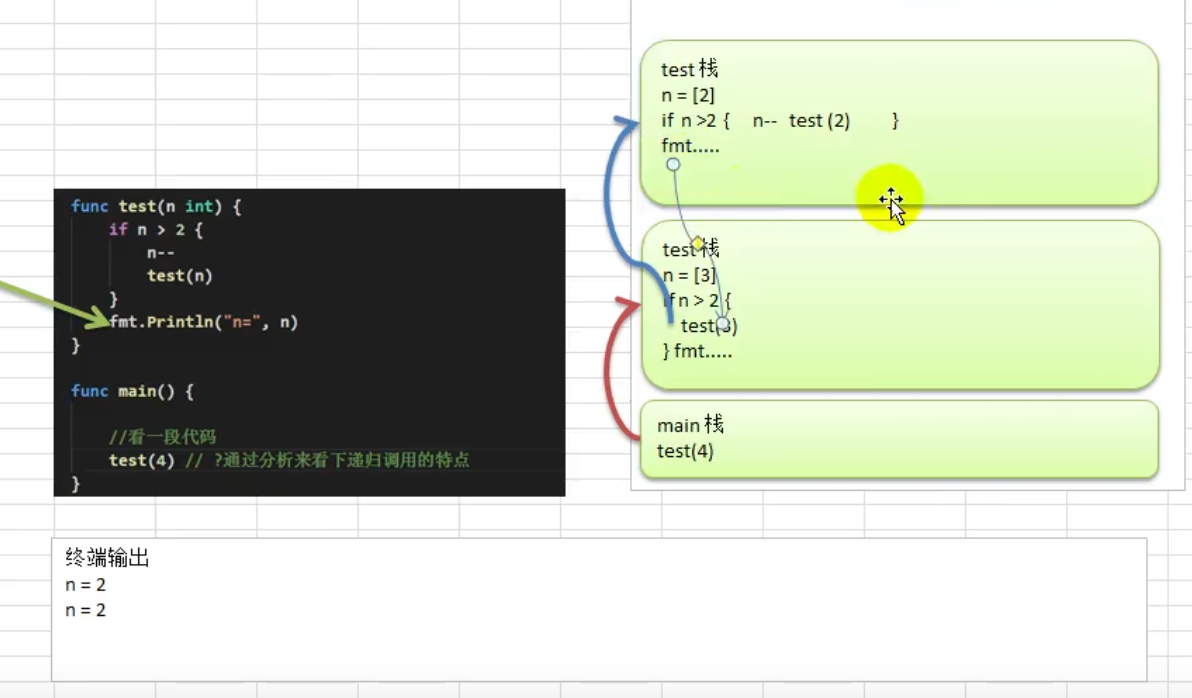 func test(n int) {
if n > 2 {
n--
test(n)
}
fmt.Println("n=", n)
}
func main() {
//看一段代码
test(4) // ?通过分析来看下递归调用的特点
}
test 栈
n = [2]
if n >2 { n-- test (2) }
fmt.....
test 栈
n = [3]
if n > 2 {
test(3)
} fmt.....
main 栈
test(4)
终端输出
n = 2
n = 2